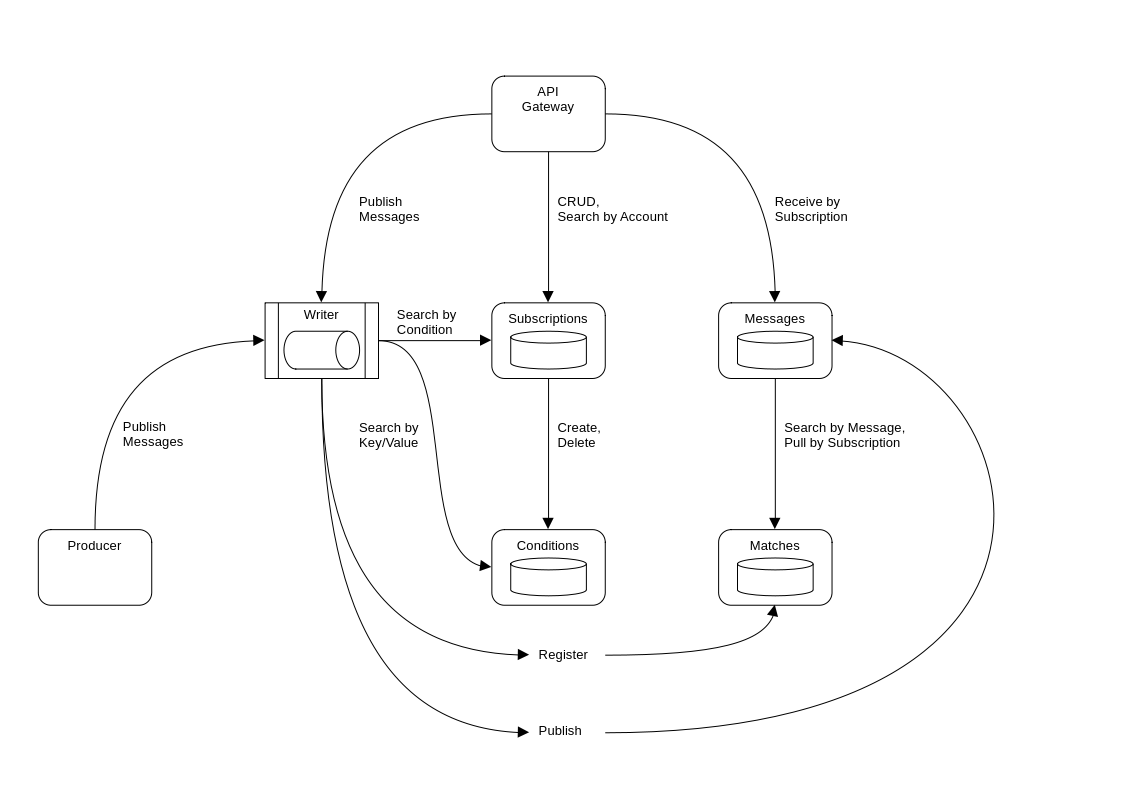 API
Gateway
Publish
Messages
CRUD,
Search by Account
Receive by
Subscription
Writer
Search by
Condition
Subscriptions
Messages
Publish
Messages
Search by
Key/Value
Create,
Delete
Search by Message,
Pull by Subscription
Producer
Conditions
Matches
Register
Publish